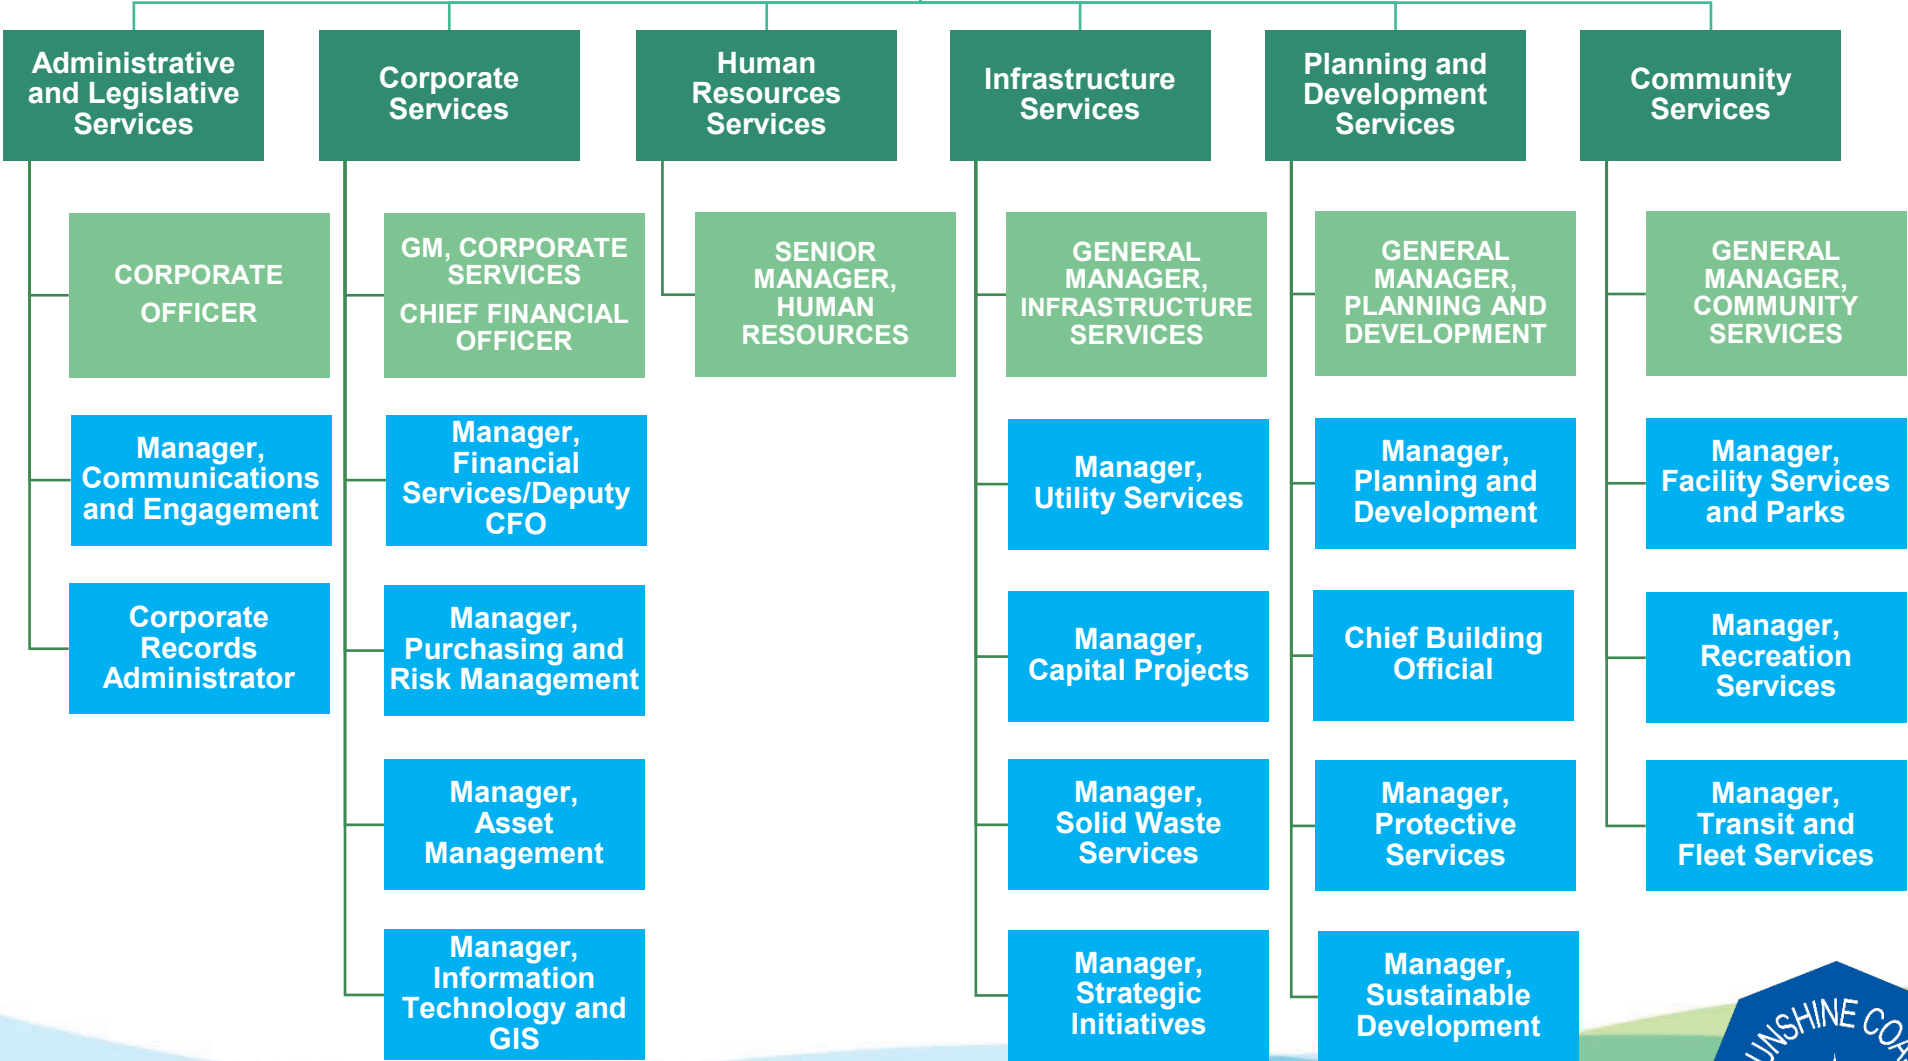 Administrative
and Legislative
Services
Corporate
Services
Human
Resources
Services
Infrastructure
Services
Planning and
Development
Services
Community
Services
CORPORATE
OFFICER
GM, CORPORATE
SERVICES
CHIEF FINANCIAL
OFFICER
SENIOR
MANAGER,
HUMAN
RESOURCES
GENERAL
MANAGER,
INFRASTRUCTURE
SERVICES
GENERAL
MANAGER,
PLANNING AND
DEVELOPMENT
GENERAL
MANAGER,
COMMUNITY
SERVICES
Manager,
Communications
and Engagement
Manager,
Financial
Services/Deputy
CFO
Manager,
Utility Services
Manager,
Planning and
Development
Manager,
Facility Services
and Parks
Corporate
Records
Administrator
Manager,
Purchasing and
Risk Management
Manager,
Capital Projects
Chief Building
Official
Manager,
Recreation
Services
Manager,
Asset
Management
Manager,
Solid Waste
Services
Manager,
Protective
Services
Manager,
Transit and
Fleet Services
Manager,
Information
Technology and
GIS
Manager,
Strategic
Initiatives
Manager,
Sustainable
Development